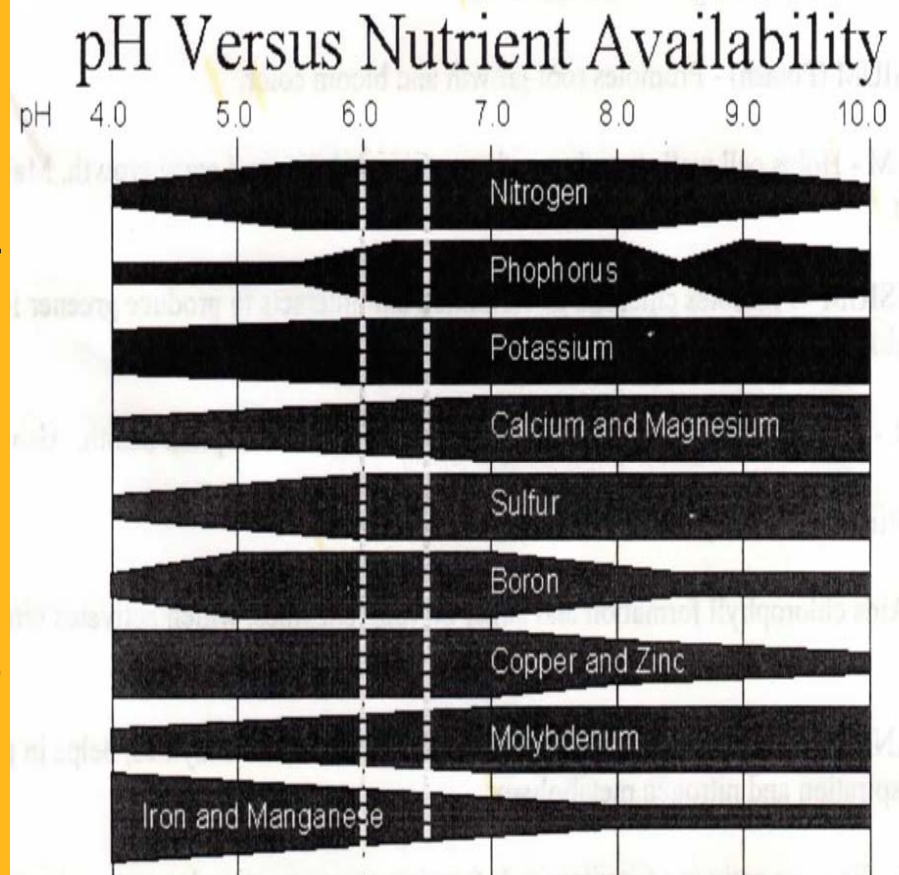 pH Versus Nutrient Availability
pH 4.0 5.0 6.0 7.0 8.0 9.0 10.0
Nitrogen
Phophorus
Potassium
Calcium and Magnesium
Sulfur
Boron
Copper and Zinc
Molybdenum
Iron and Manganese